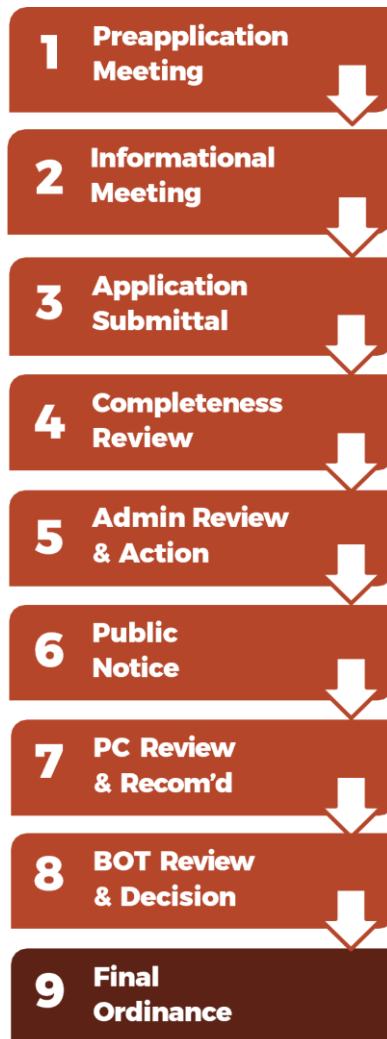 1 Preapplication
Meeting
2 Informational
Meeting
3 Application
Submittal
4 Completeness
Review
5 Admin Review
& Action
6 Public
Notice
7 PC Review
& Recom’d
8 BOT Review
& Decision
9 Final
Ordinance